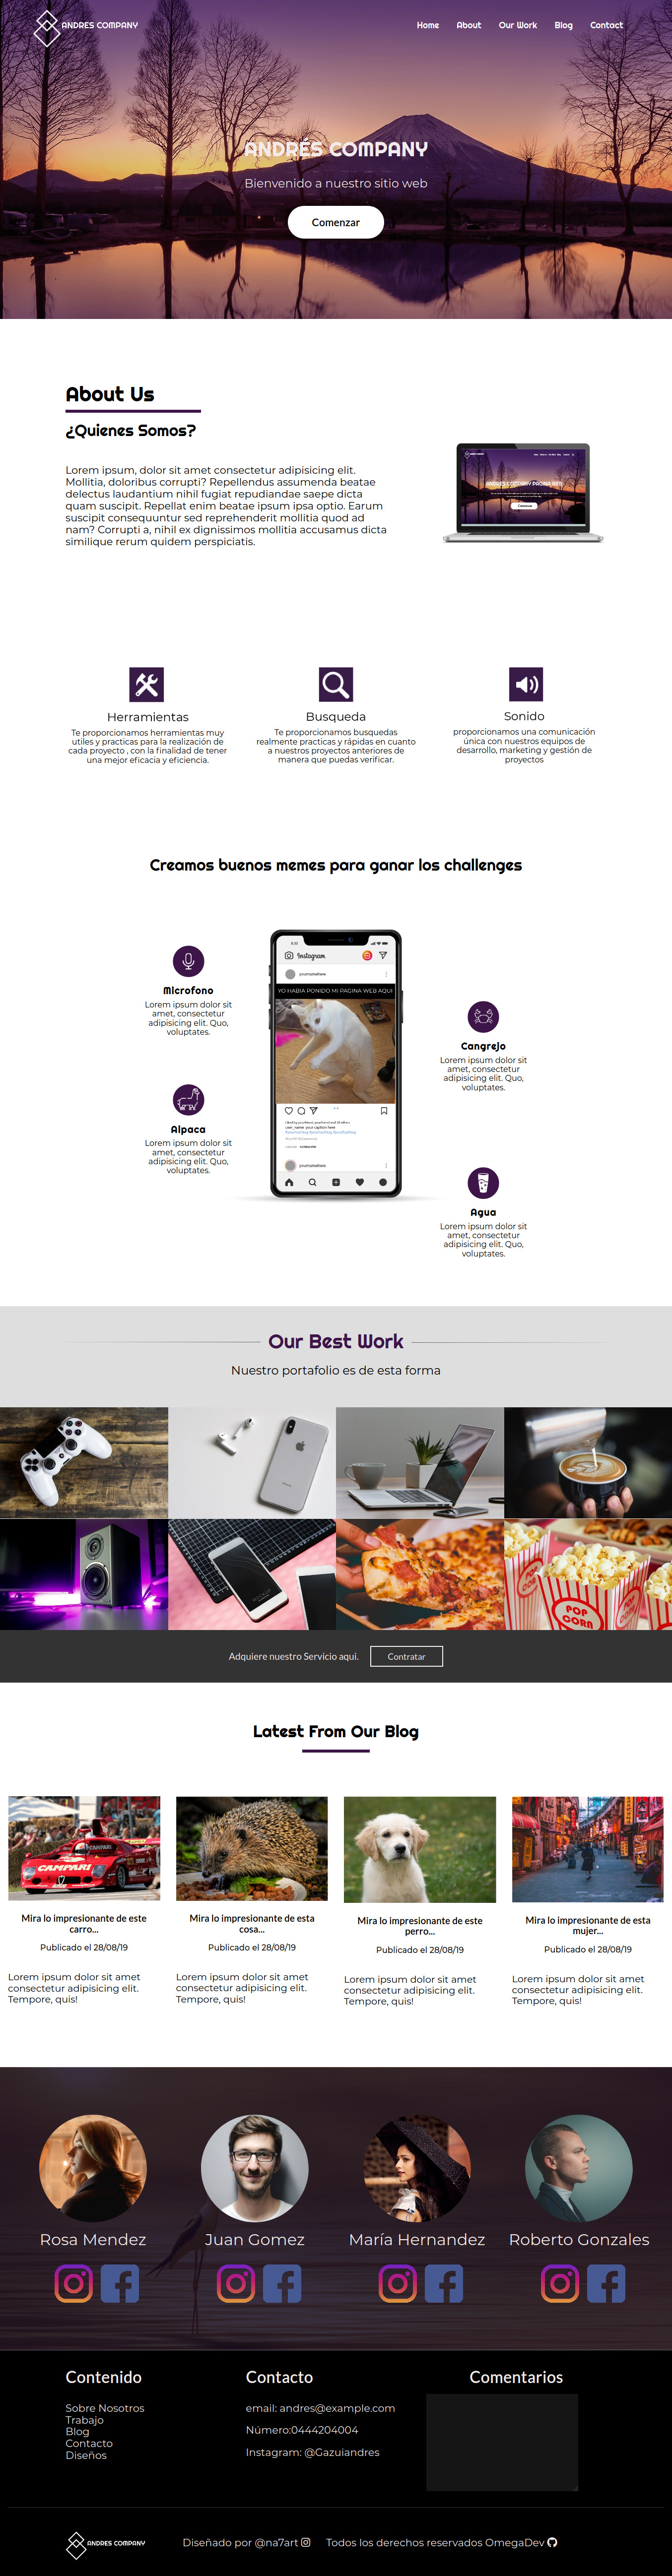 ANDRES COMPANY
Home About Our Work Blog Contact
ANDRÉS COMPANY
Bienvenido a nuestro sitio web
Comenzar
About Us
¿Quienes Somos?
Lorem ipsum, dolor sit amet consectetur adipisicing elit.
Mollitia, doloribus corrupti? Repellendus assumenda beatae
delectus laudantium nihil fugiat repudiandae saepe dicta
quam suscipit. Repellat enim beatae ipsum ipsa optio. Earum
suscipit consequuntur sed reprehenderit mollitia quod ad
nam? Corrupti a, nihil ex dignissimos mollitia accusamus dicta
similique rerum quidem perspiciatis.
Herramientas
Te proporcionamos herramientas muy
utiles y practicas para la realización de
cada proyecto , con la finalidad de tener
una mejor eficacia y eficiencia.
Busqueda
Te proporcionamos busquedas
realmente practicas y rápidas en cuanto
a nuestros proyectos anteriores de
manera que puedas verificar.
Sonido
proporcionamos una comunicación
única con nuestros equipos de
desarrollo, marketing y gestión de
proyectos
Creamos buenos memes para ganar los challenges
Microfono
Lorem ipsum dolor sit
amet, consectetur
adipisicing elit. Quo,
voluptates.
Alpaca
Lorem ipsum dolor sit
amet, consectetur
adipisicing elit. Quo,
voluptates.
Instagram
yournamehere
YO HABIA PONIDO MI PAGINA WEB AQUI
yournamehere
Cangrejo
Lorem ipsum dolor sit
amet, consectetur
adipisicing elit. Quo,
voluptates.
Agua
Lorem ipsum dolor sit
amet, consectetur
adipisicing elit. Quo,
voluptates.
Our Best Work
Nuestro portafolio es de esta forma
POP
CORN
POP
CORN
Adquiere nuestro Servicio aqui.
Contratar
Latest From Our Blog
CAMPARI
CAMPARI
Mira lo impresionante de este
carro...
Publicado el 28/08/19
Lorem ipsum dolor sit amet
consectetur adipisicing elit.
Tempore, quis!
Mira lo impresionante de esta
cosa...
Publicado el 28/08/19
Lorem ipsum dolor sit amet
consectetur adipisicing elit.
Tempore, quis!
Mira lo impresionante de este
perro...
Publicado el 28/08/19
Lorem ipsum dolor sit amet
consectetur adipisicing elit.
Tempore, quis!
Mira lo impresionante de esta
mujer...
Publicado el 28/08/19
Lorem ipsum dolor sit amet
consectetur adipisicing elit.
Tempore, quis!
Rosa Mendez
Juan Gomez
María Hernandez
Roberto Gonzales
Contenido
Sobre Nosotros
Trabajo
Blog
Contacto
Diseños
Contacto
email: andres@example.com
Número:0444204004
Instagram: @Gazuiandres
Comentarios
ANDRES COMPANY
Diseñado por @na7art
Todos los derechos reservados OmegaDev